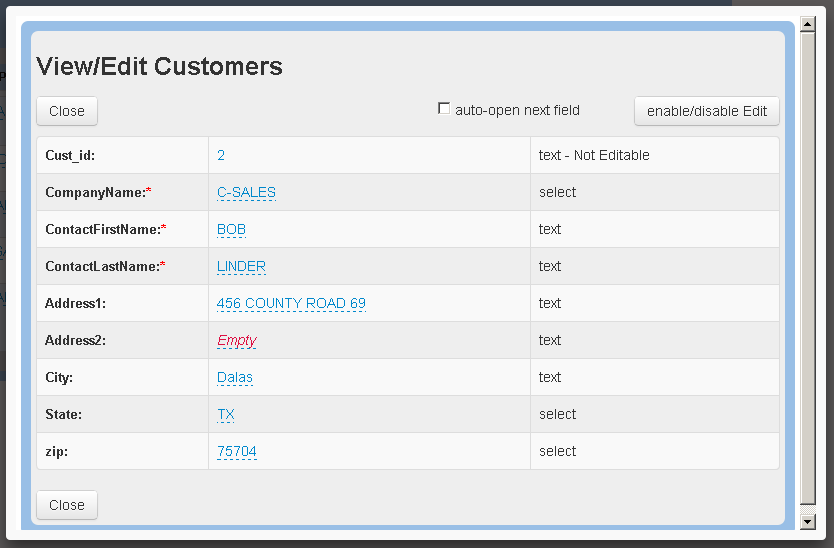 View/Edit Customers
Close auto-open next field enable/disable Edit
Cust_id: 2 text - Not Editable
CompanyName:* C-SALES select
ContactFirstName:* BOB text
ContactLastName:* LINDER text
Address1: 456 COUNTY ROAD 69 text
Address2: Empty text
City: Dalas text
State: TX select
zip: 75704 select
Close